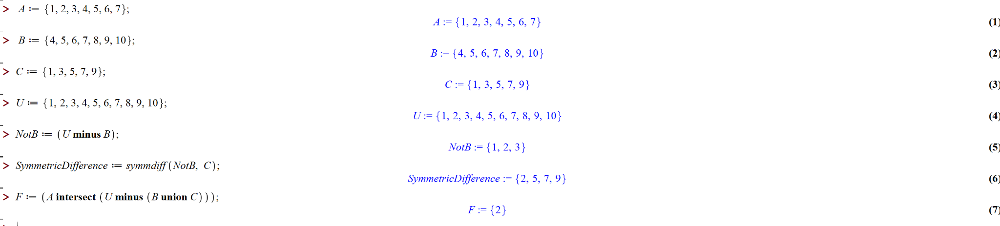 > A := {1, 2, 3, 4, 5, 6, 7};
A := {1, 2, 3, 4, 5, 6, 7} (1)
> B := {4, 5, 6, 7, 8, 9, 10};
B := {4, 5, 6, 7, 8, 9, 10} (2)
> C := {1, 3, 5, 7, 9};
C := {1, 3, 5, 7, 9} (3)
> U := {1, 2, 3, 4, 5, 6, 7, 8, 9, 10};
U := {1, 2, 3, 4, 5, 6, 7, 8, 9, 10} (4)
> NotB := (U minus B);
NotB := {1, 2, 3} (5)
> SymmetricDifference := symmdiff(NotB, C);
SymmetricDifference := {2, 5, 7, 9} (6)
> F := (A intersect (U minus (B union C)));
F := {2} (7)